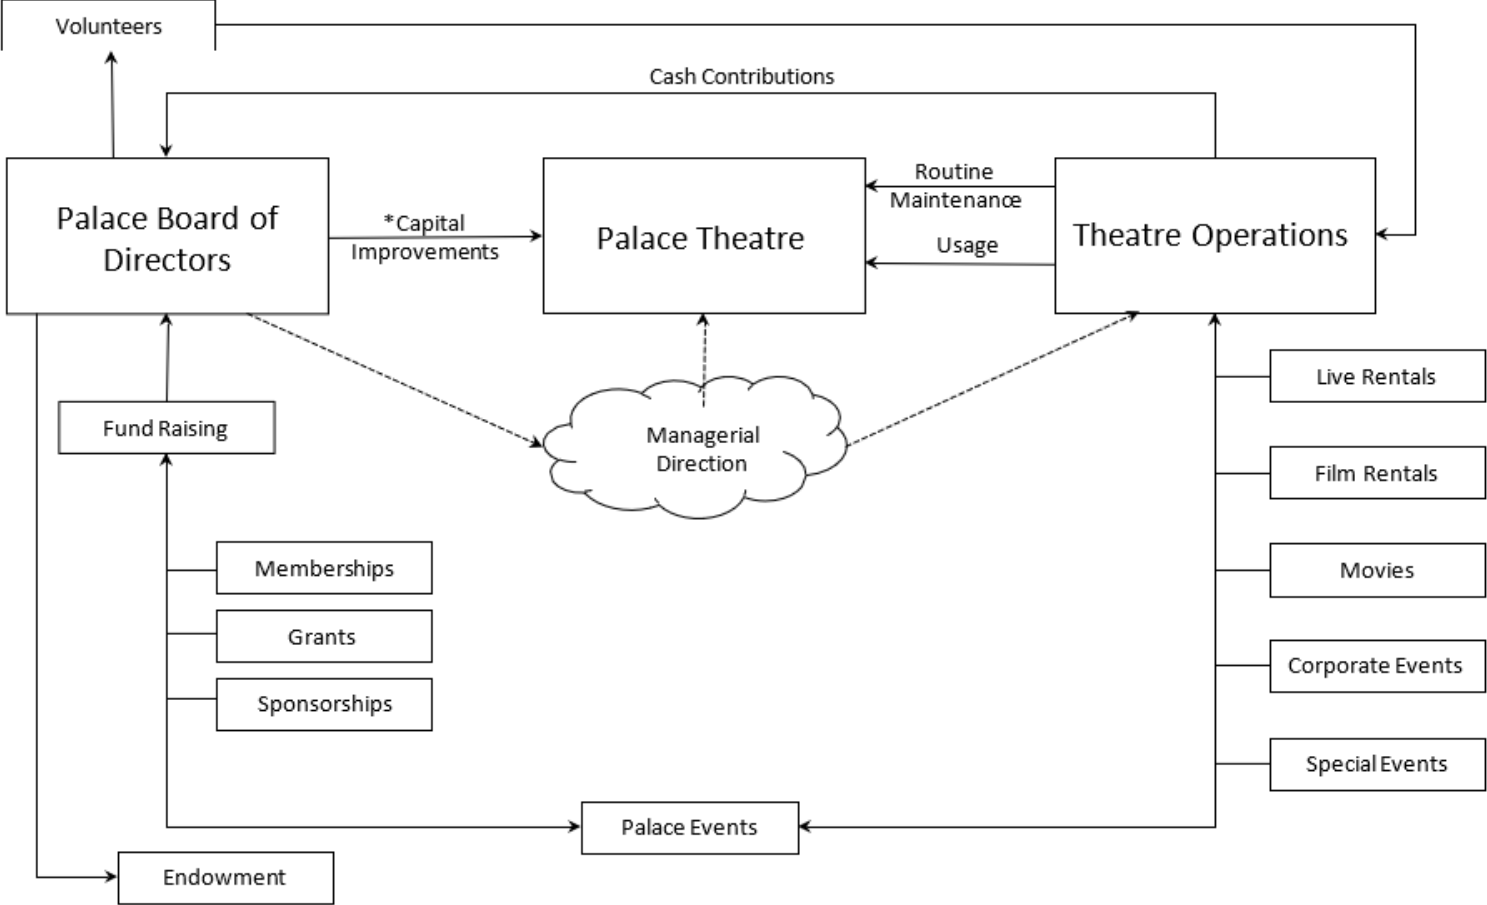 Volunteers
Cash Contributions
Palace Board of
Directors
*Capital
Improvements
Palace Theatre
Routine
Maintenance
Usage
Theatre Operations
Fund Raising
Managerial
Direction
Live Rentals
Film Rentals
Memberships
Movies
Grants
Corporate Events
Sponsorships
Special Events
Palace Events
Endowment